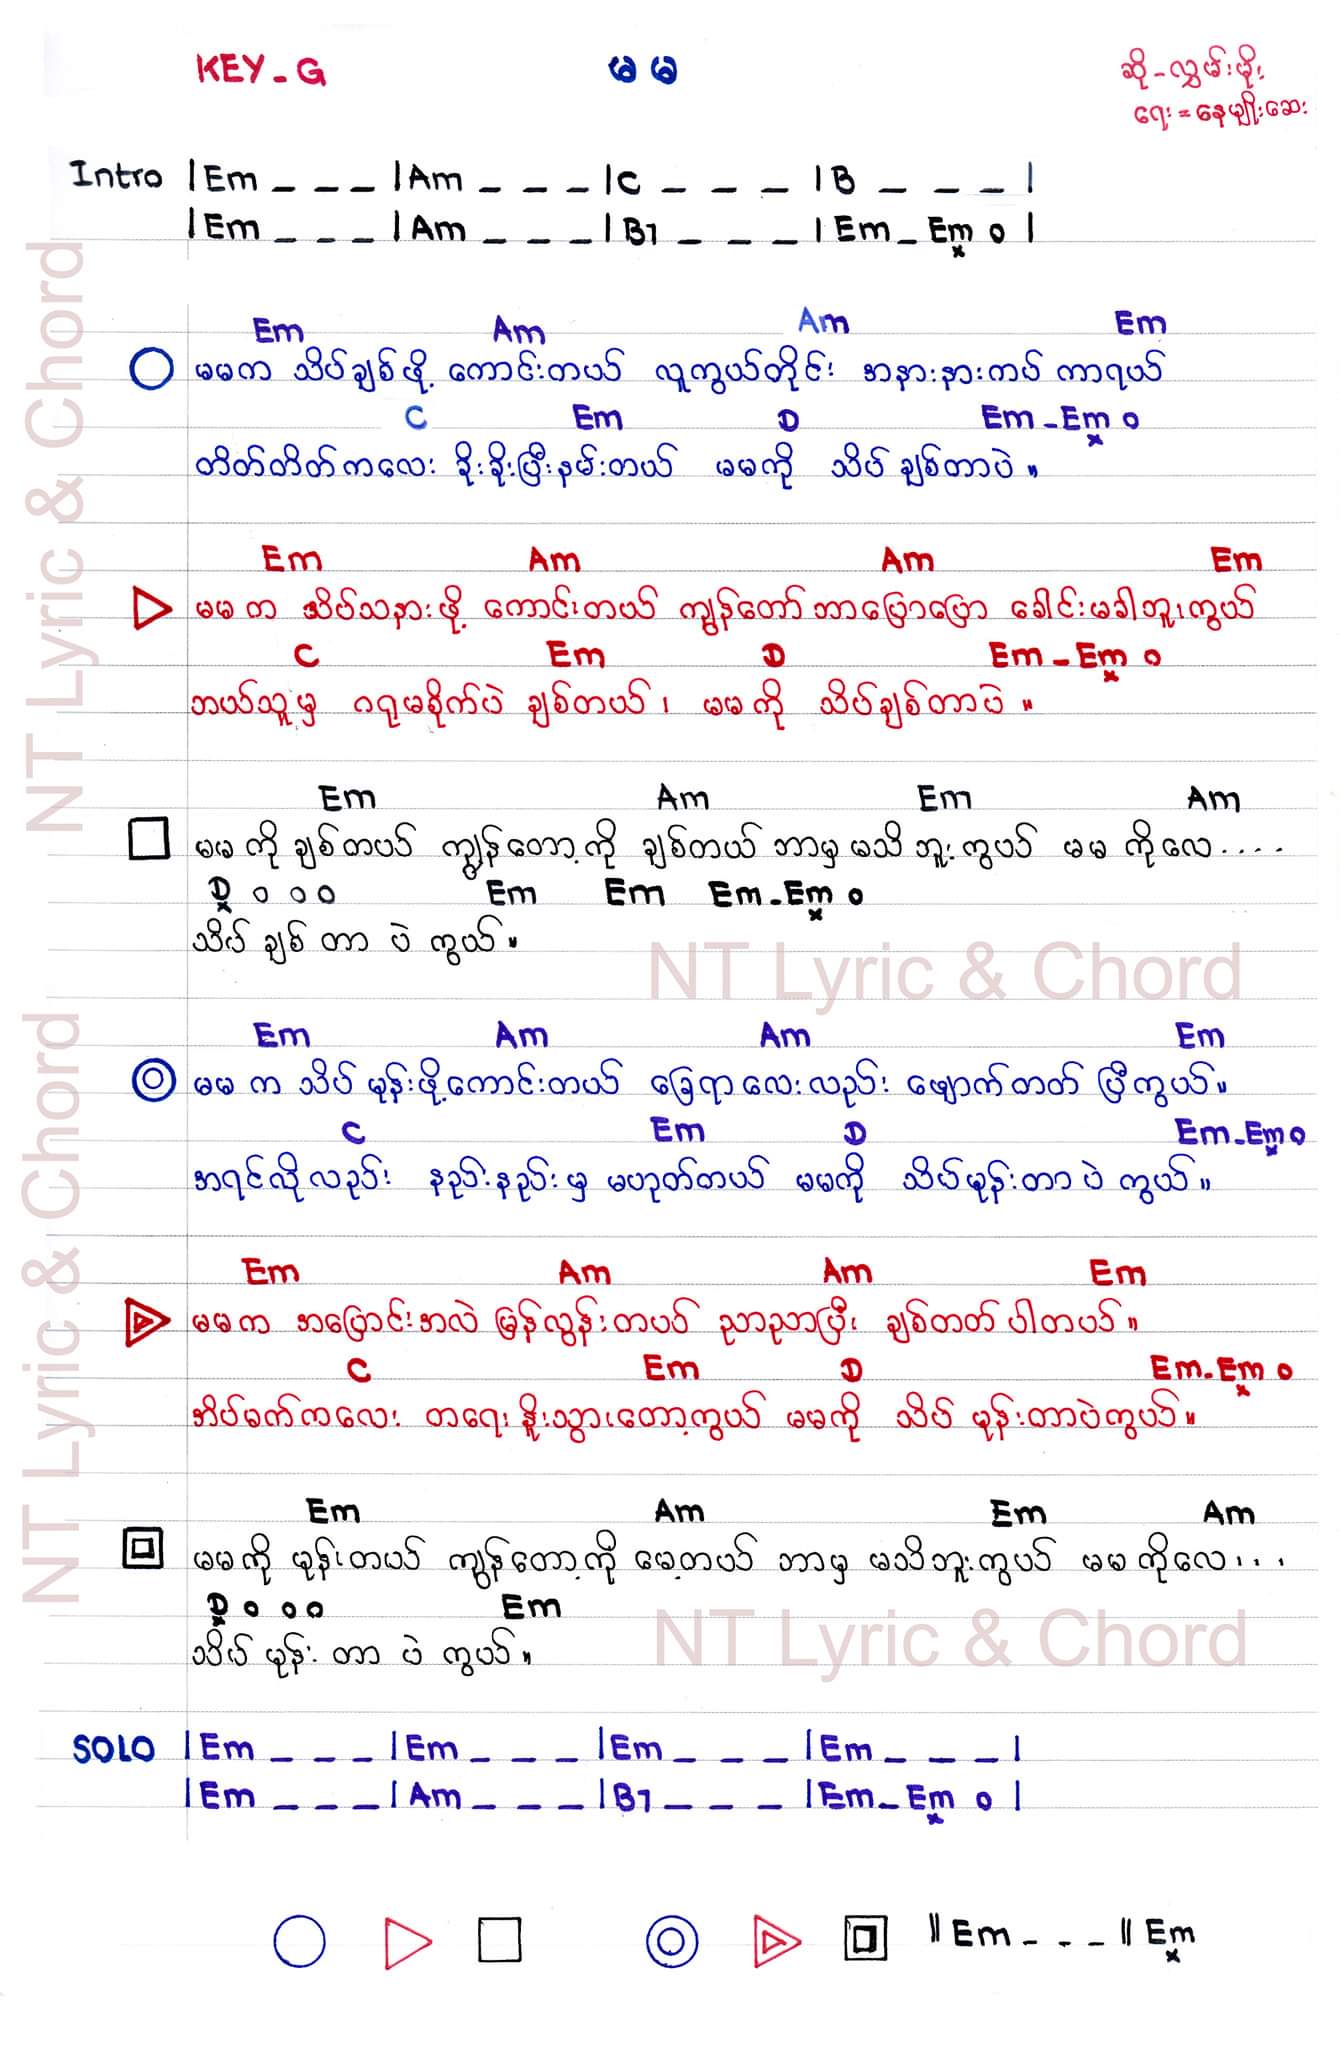 KEY - G
မမ
ဆို - လွှမ်းမိုး
ရေး = နေမျိုးဆေး
Intro | Em _ _ _ | Am _ _ _ | C _ _ _ | B _ _ _ |
| Em _ _ _ | Am _ _ _ | B7 _ _ _ | Em _ Em x o |
Em Am Am Em
မမက သိပ်ချစ်ဖို့ ကောင်းတယ် လူကွယ်တိုင်း အနားနားကပ် ကာရယ်
C Em D Em - Em x o
တိတ်တိတ်ကလေး ခိုးခိုးပြီးနမ်းတယ် မမကို သိပ်ချစ်တာပဲ ။
Em Am Am Em
မမ က သိပ်သနားဖို့ ကောင်းတယ် ကျွန်တော်ဘာပြောပြော ခေါင်းမခါဘူးကွယ်
C Em D Em - Em x o
ဘယ်သူ့မှ ဂရုမစိုက်ပဲ ချစ်တယ် ၊ မမကို သိပ်ချစ်တာပဲ ။
Em Am Em Am
မမကို ချစ်တယ် ကျွန်တော့ကို ချစ်တယ် ဘာမှ မသိဘူးကွယ် မမ ကိုလေ ....
D x o o o Em Em Em - Em x o
သိပ် ချစ် တာ ပဲ ကွယ် ။
NT Lyric & Chord
Em Am Am Em
မမ က သိပ် မုန်းဖို့ကောင်းတယ် ခြေရာလေးလည်း ဖျောက်တတ် ပြီကွယ် ။
C Em D Em - Em x o
အရင်လိုလည်း နည်းနည်းမှ မဟုတ်တယ် မမကို သိပ်မုန်းတာပဲ ကွယ် ။
Em Am Am Em
မမက အပြောင်းအလဲ မြန်လွန်းတယ် ညာညာပြီး ချစ်တတ် ပါတယ် ။
C Em D Em - Em x o
အိပ်မက်ကလေး တရေးနိုးသွားတော့ကွယ် မမကို သိပ် မုန်းတာပဲကွယ် ။
Em Am Em Am
မမကို မုန်းတယ် ကျွန်တော့ကို မေ့တယ် ဘာမှ မသိဘူးကွယ် မမ ကိုလေ ...
D x o o o Em
သိပ် မုန်း တာ ပဲ ကွယ် ။
NT Lyric & Chord
SOLO | Em _ _ _ | Em _ _ _ | Em _ _ _ | Em _ _ _ |
| Em _ _ _ | Am _ _ _ | B7 _ _ _ | Em _ Em x o |
|| Em - - - || Em x
NT Lyric & Chord
NT Lyric & Chord